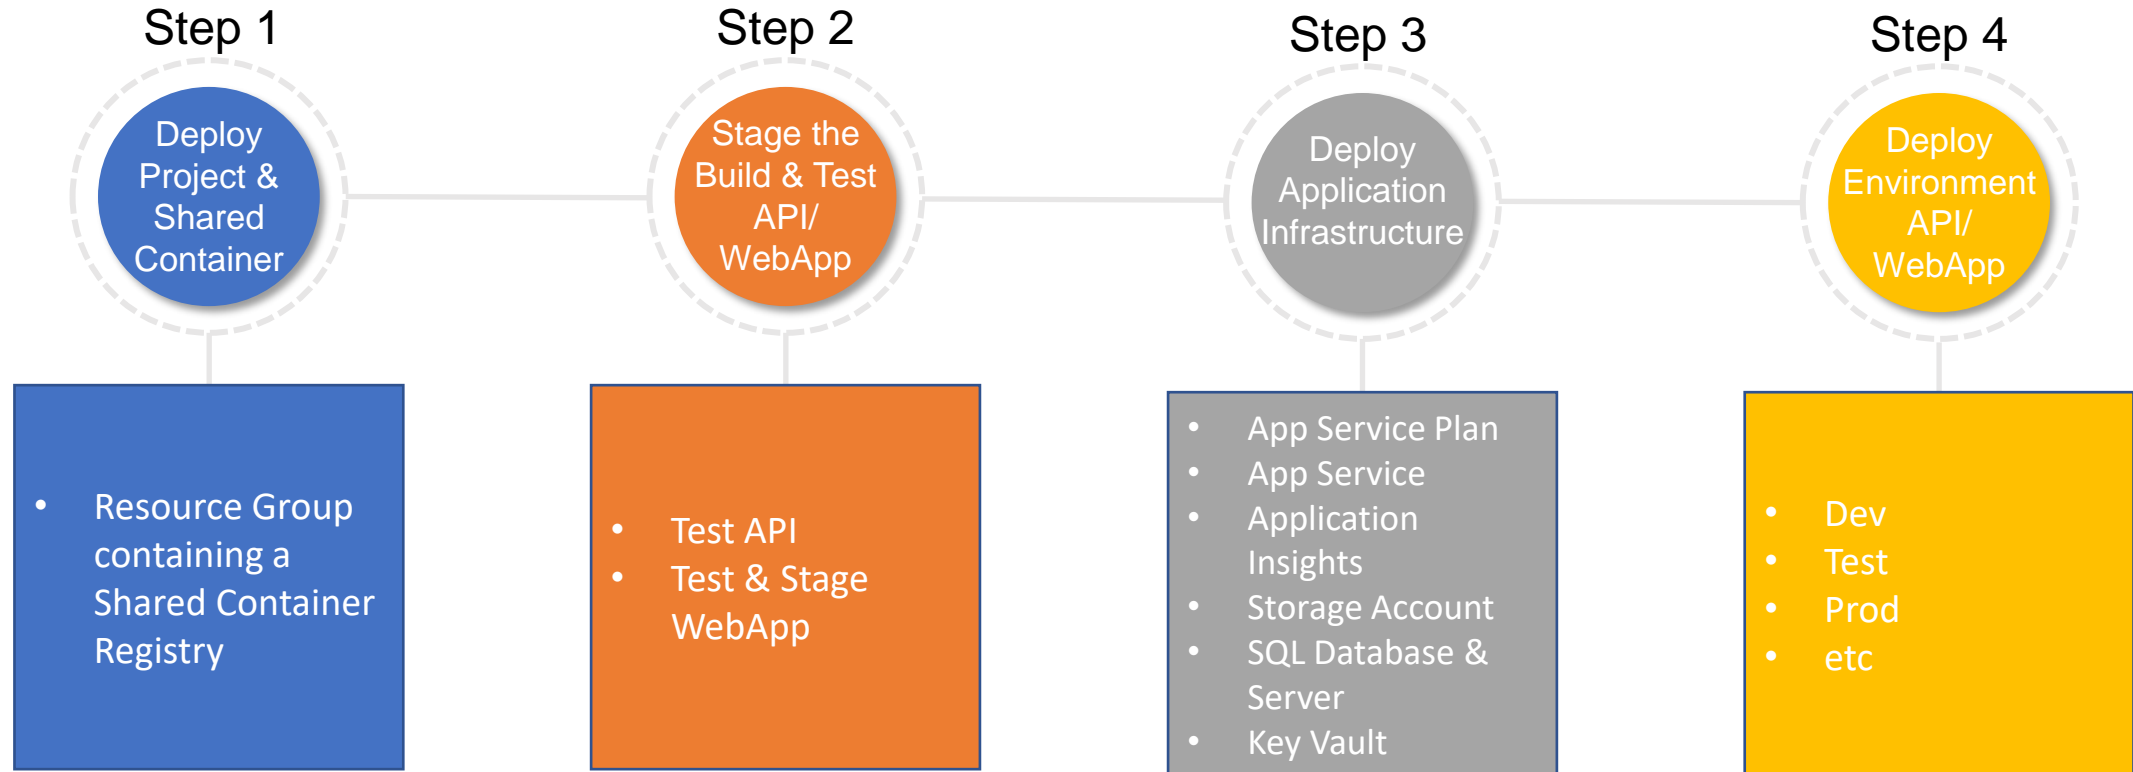 Step 1
Deploy
Project &
Shared
Container
• Resource Group
containing a
Shared Container
Registry
Step 2
Stage the
Build & Test
API/
WebApp
• Test API
• Test & Stage
WebApp
Step 3
Deploy
Application
Infrastructure
• App Service Plan
• App Service
• Application
Insights
• Storage Account
• SQL Database &
Server
• Key Vault
Step 4
Deploy
Environment
API/
WebApp
• Dev
• Test
• Prod
• etc